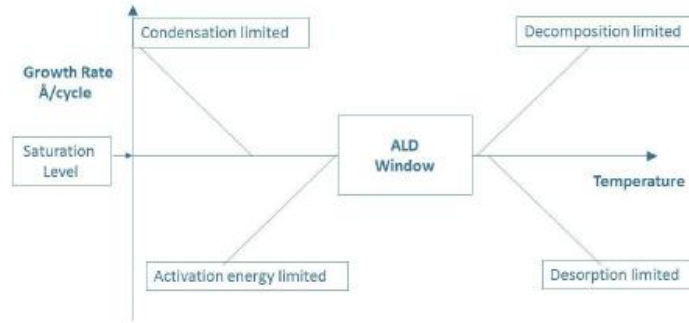 Condensation limited
Decomposition limited
Growth Rate
Å/cycle
Saturation
Level
ALD
Window
Temperature
Activation energy limited
Desorption limited